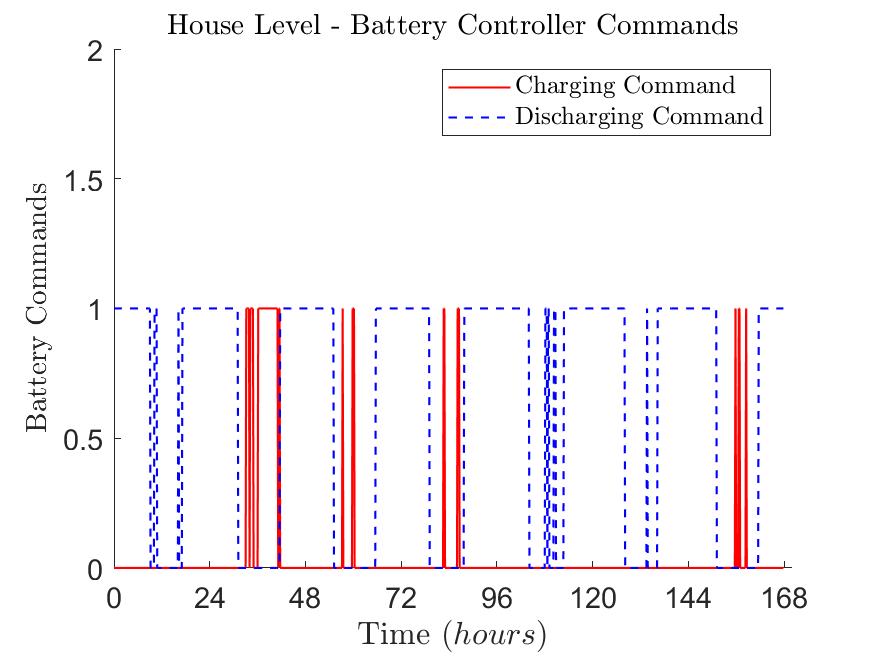 House Level - Battery Controller Commands
Charging Command
Discharging Command
Battery Commands
2
1.5
1
0.5
0
0 24 48 72 96 120 144 168
Time (hours)